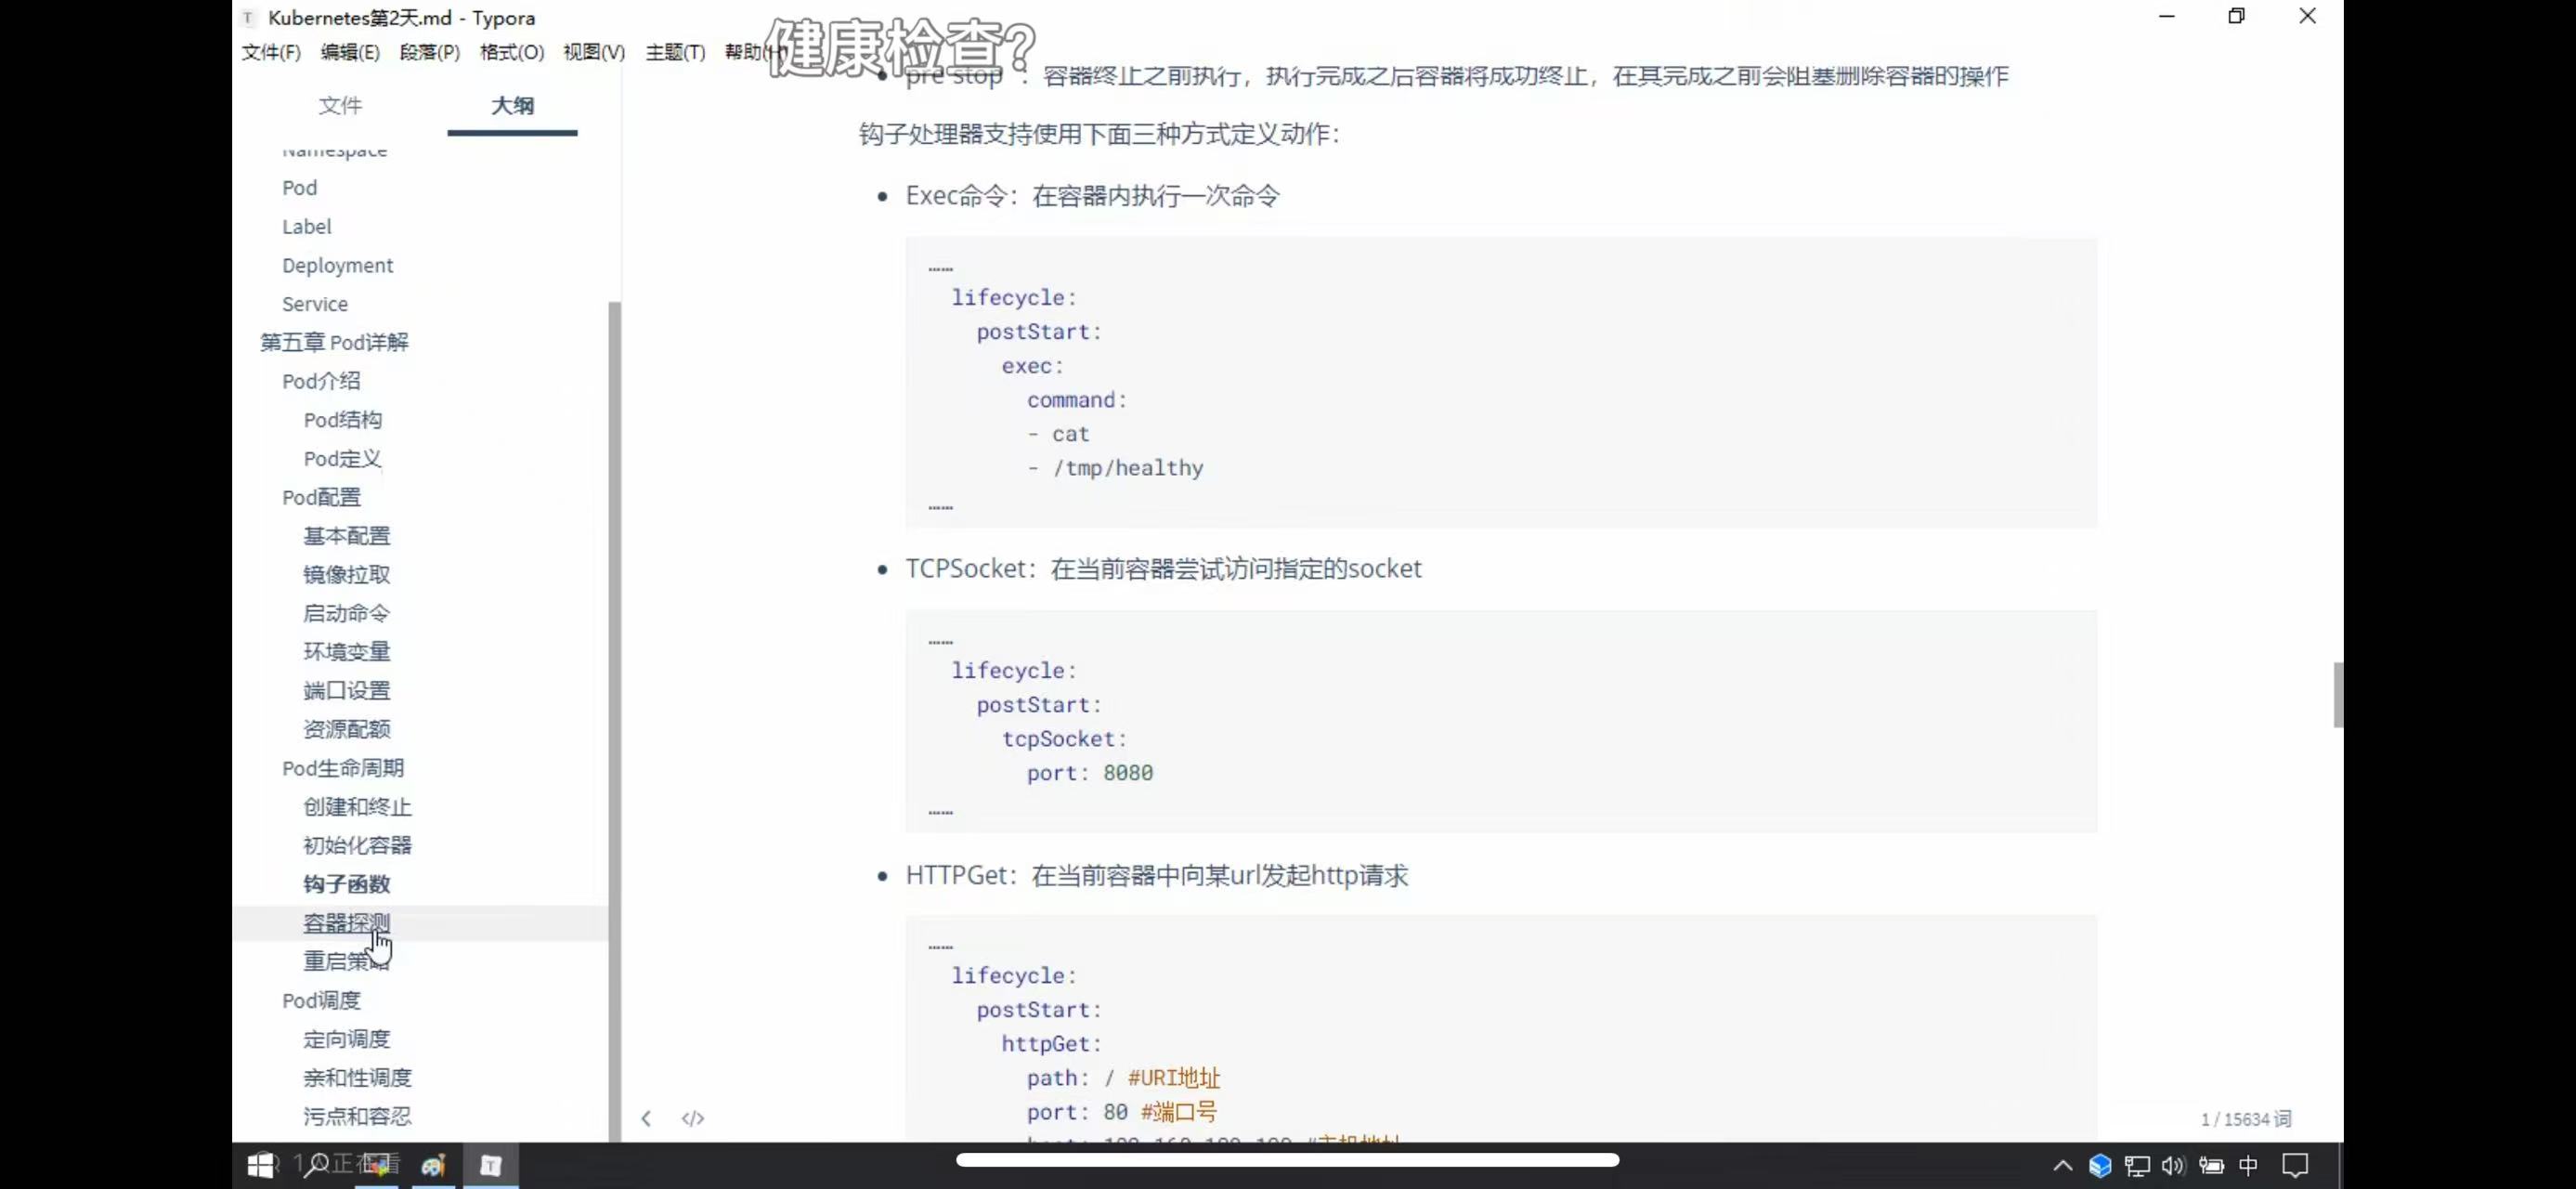 Kubernetes第2天.md - Typora
健康检查?
文件(F) 编辑(E) 段落(P) 格式(O) 视图(V) 主题(T) 帮助(H)
文件 大纲
Namespace
Pod
Label
Deployment
Service
第五章 Pod详解
Pod介绍
Pod结构
Pod定义
Pod配置
基本配置
镜像拉取
启动命令
环境变量
端口设置
资源配额
Pod生命周期
创建和终止
初始化容器
钩子函数
容器探测
重启策略
Pod调度
定向调度
亲和性调度
污点和容忍
pre stop ：容器终止之前执行，执行完成之后容器将成功终止，在其完成之前会阻塞删除容器的操作
钩子处理器支持使用下面三种方式定义动作：
Exec命令：在容器内执行一次命令
……
lifecycle:
postStart:
exec:
command:
- cat
- /tmp/healthy
……
TCPSocket：在当前容器尝试访问指定的socket
……
lifecycle:
postStart:
tcpSocket:
port: 8080
……
HTTPGet：在当前容器中向某url发起http请求
……
lifecycle:
postStart:
httpGet:
path: / #URI地址
port: 80 #端口号
</>
1 / 15634 词
1人正在看
中